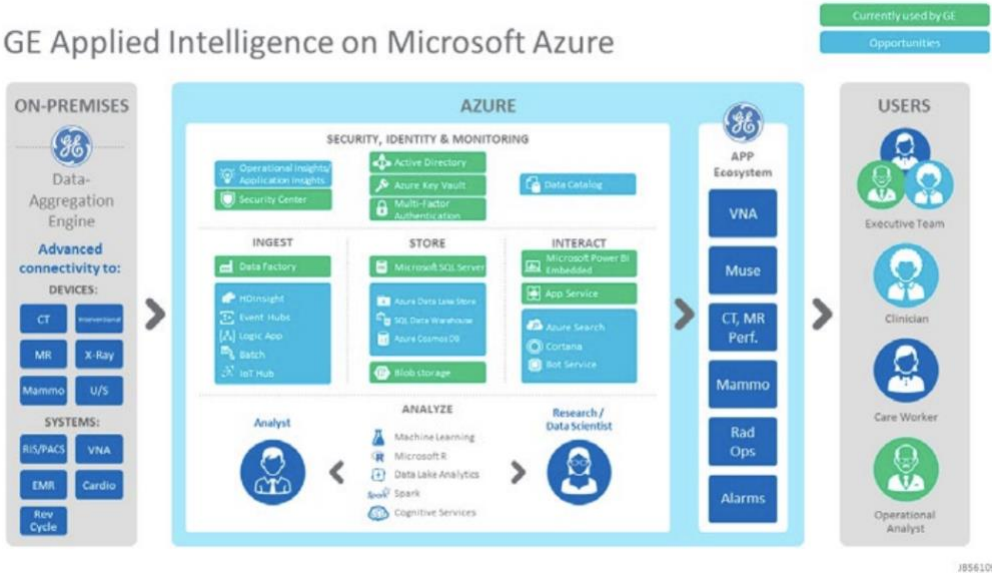 Currently used by GE
Opportunities
GE Applied Intelligence on Microsoft Azure
ON-PREMISES
Data-
Aggregation
Engine
Advanced
connectivity to:
DEVICES:
CT
Interventional
MR
X-Ray
Mammo
U/S
SYSTEMS:
RIS/PACS
VNA
EMR
Cardio
Rev
Cycle
AZURE
SECURITY, IDENTITY & MONITORING
Operational Insights/
Application Insights
Security Center
Active Directory
Azure Key Vault
Multi-Factor
Authentication
Data Catalog
INGEST
Data Factory
HDInsight
Event Hubs
Logic App
Batch
IoT Hub
STORE
Microsoft SQL Server
Azure Data Lake Store
SQL Data Warehouse
Azure Cosmos DB
Blob storage
INTERACT
Microsoft Power BI
Embedded
App Service
Azure Search
Cortana
Bot Service
ANALYZE
Analyst
Machine Learning
Microsoft R
Data Lake Analytics
Spark
Cognitive Services
Research /
Data Scientist
APP
Ecosystem
VNA
Muse
CT, MR
Perf.
Mammo
Rad
Ops
Alarms
USERS
Executive Team
Clinician
Care Worker
Operational
Analyst